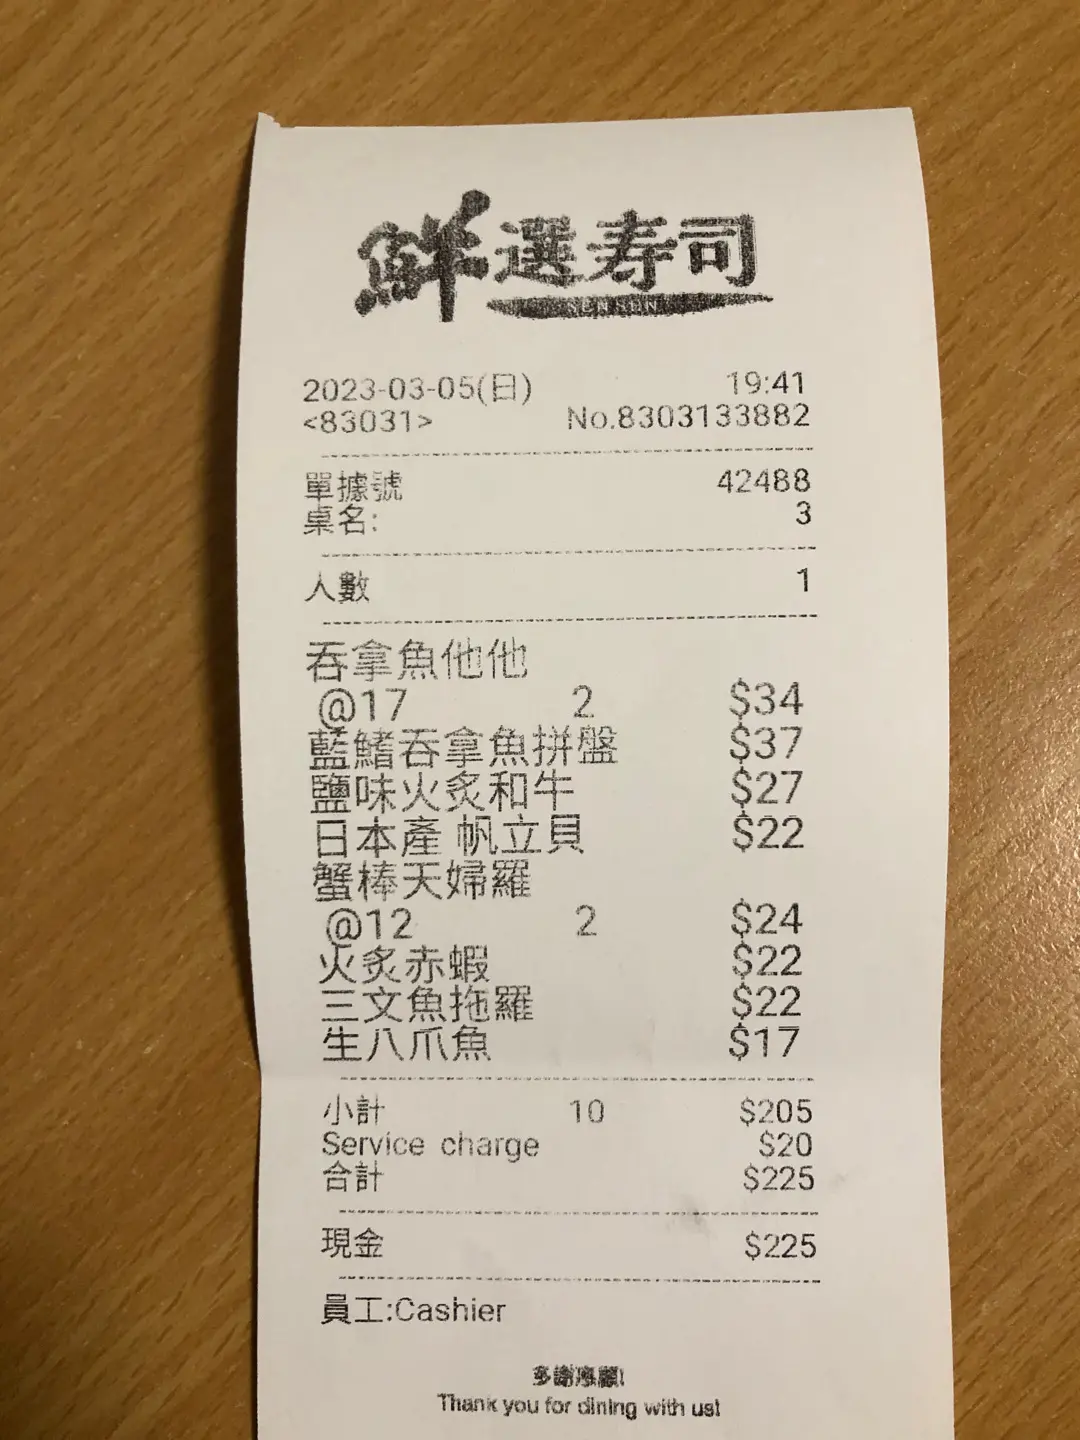 鮮選寿司
2023-03-05(日) 19:41
<83031> No.8303133882
單據號 42488
桌名: 3
人數 1
吞拿魚他他
@17 2 $34
藍鰭吞拿魚拼盤 $37
鹽味火炙和牛 $27
日本產 帆立貝 $22
蟹棒天婦羅
@12 2 $24
火炙赤蝦 $22
三文魚拖羅 $22
生八爪魚 $17
小計 10 $205
Service charge $20
合計 $225
現金 $225
員工:Cashier
多謝惠顧!
Thank you for dining with us!